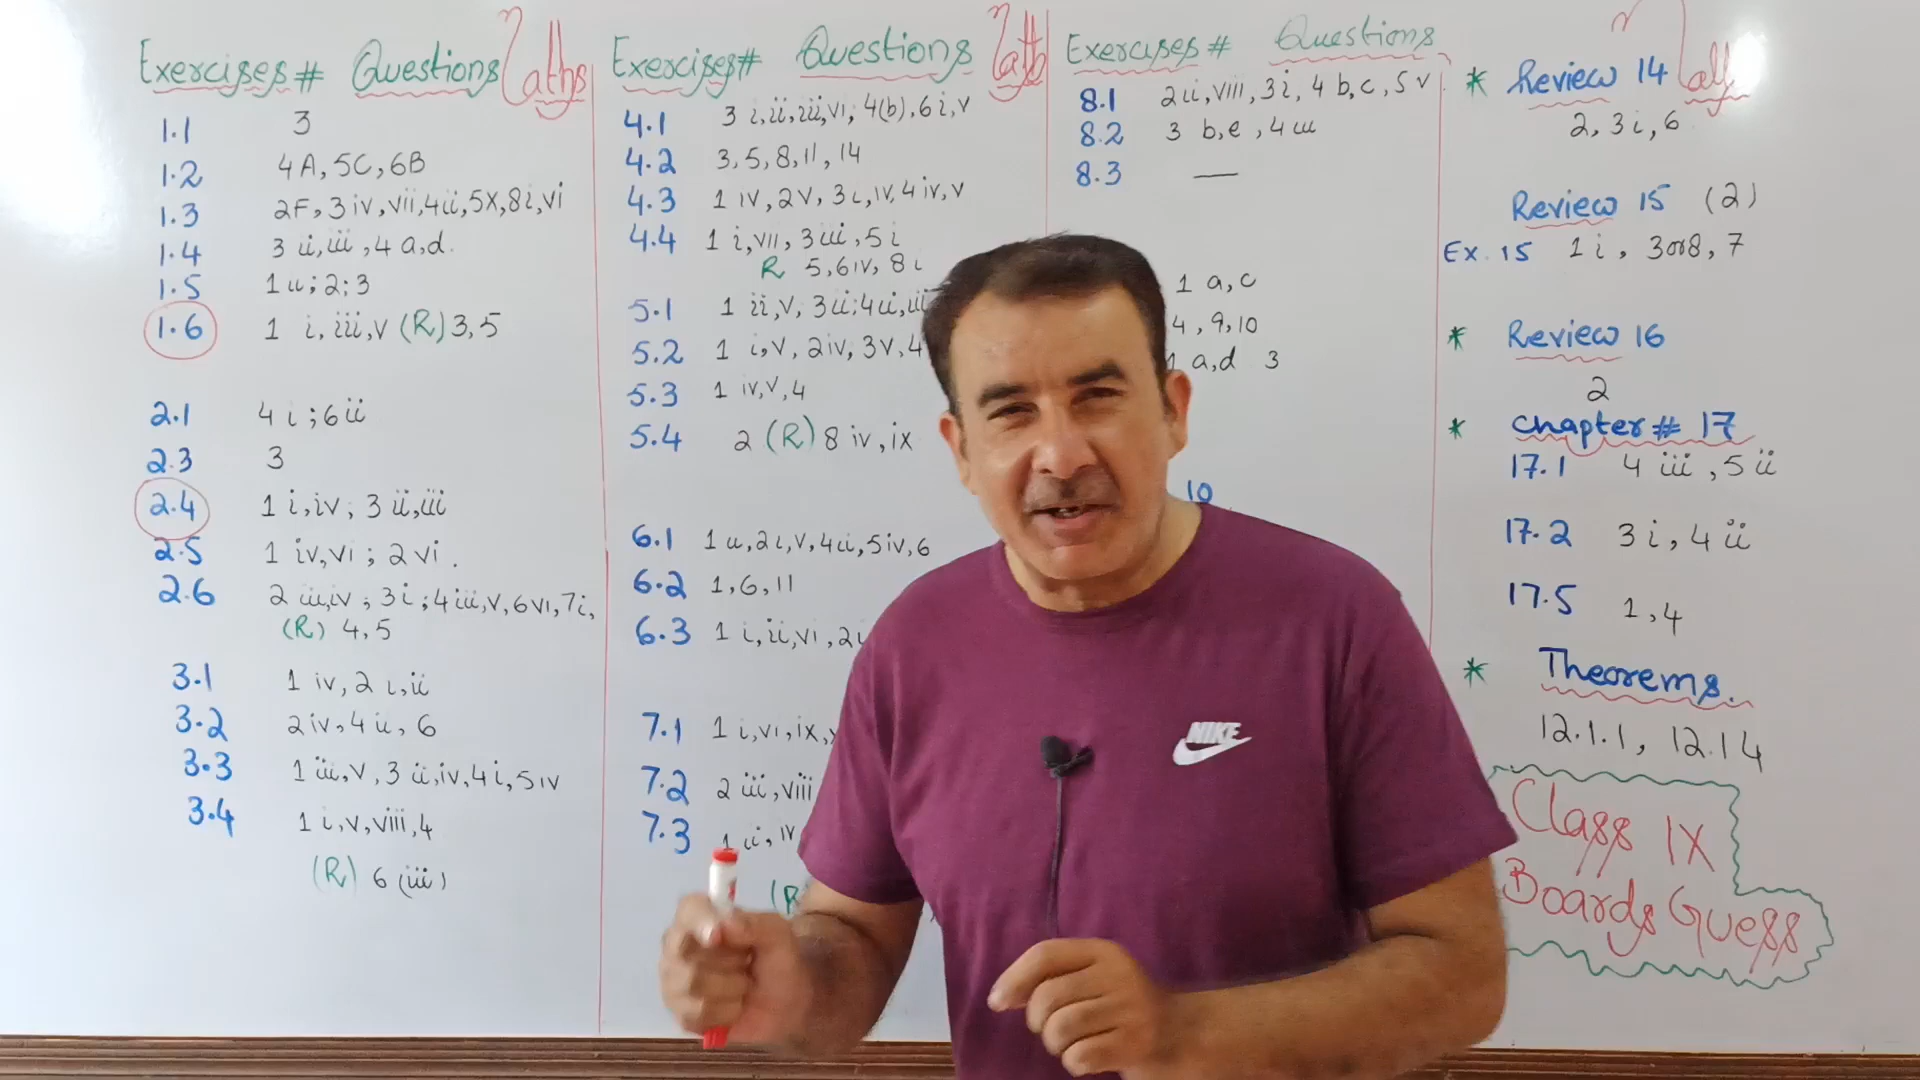 Exercises# Questions Maths
1.1 3
1.2 4A, 5C, 6B
1.3 2F, 3iv, vii, 4ii, 5X, 8i, vi
1.4 3 ii, iii, 4 a, d.
1.5 1 ii; 2; 3
1.6 1 i, iii, v (R) 3, 5
2.1 4 i; 6 ii
2.3 3
2.4 1 i, iv; 3 ii, iii
2.5 1 iv, vi; 2 vi.
2.6 2 iii, iv; 3 i; 4 iii, v, 6 vi, 7i,
(R) 4, 5
3.1 1 iv, 2 i, ii
3.2 2iv, 4 ii, 6
3.3 1 iii, v, 3 ii, iv, 4 i, 5 iv
3.4 1 i, v, viii, 4
(R) 6 (iii)
Exercises# Questions Math
4.1 3 i, ii, iii, vi, 4(b), 6 i, v
4.2 3, 5, 8, 11, 14
4.3 1 iv, 2v, 3 i, iv, 4 iv, v
4.4 1 i, vii, 3 iii, 5 i
R 5, 6iv, 8 i
5.1 1 ii, v, 3 ii; 4 ii, iii
5.2 1 i, v, 2 iv, 3v, 4
5.3 1 iv, v, 4
5.4 2 (R) 8 iv, ix
6.1 1 ii, 2 i, v, 4 ii, 5 iv, 6
6.2 1, 6, 11
6.3 1 i, ii, vi, 2
7.1 1 i, vi, ix,
7.2 2 iii, viii
7.3 1 ii, iv
(R
Exercises# Questions
8.1 2 ii, viii, 3 i, 4 b, c, 5 v
8.2 3 b, e, 4 iii
8.3 —
1 a, c
4, 9, 10
1 a, d 3
10
Math
* Review 14
2, 3 i, 6
Review 15 (2)
Ex. 15 1 i, 3 or 8, 7
* Review 16
2
* Chapter# 17
17.1 4 iii, 5 ii
17.2 3 i, 4 ii
17.5 1, 4
* Theorems.
12.1.1, 12.1.4
Class IX
Boards Guess
NIKE